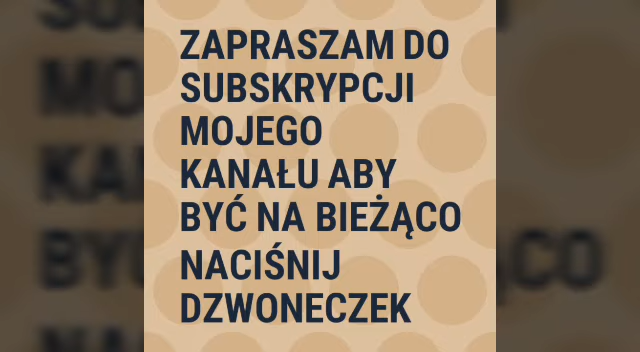 ZAPRASZAM DO
SUBSKRYPCJI
MOJEGO
KANAŁU ABY
BYĆ NA BIEŻĄCO
NACIŚNIJ
DZWONECZEK